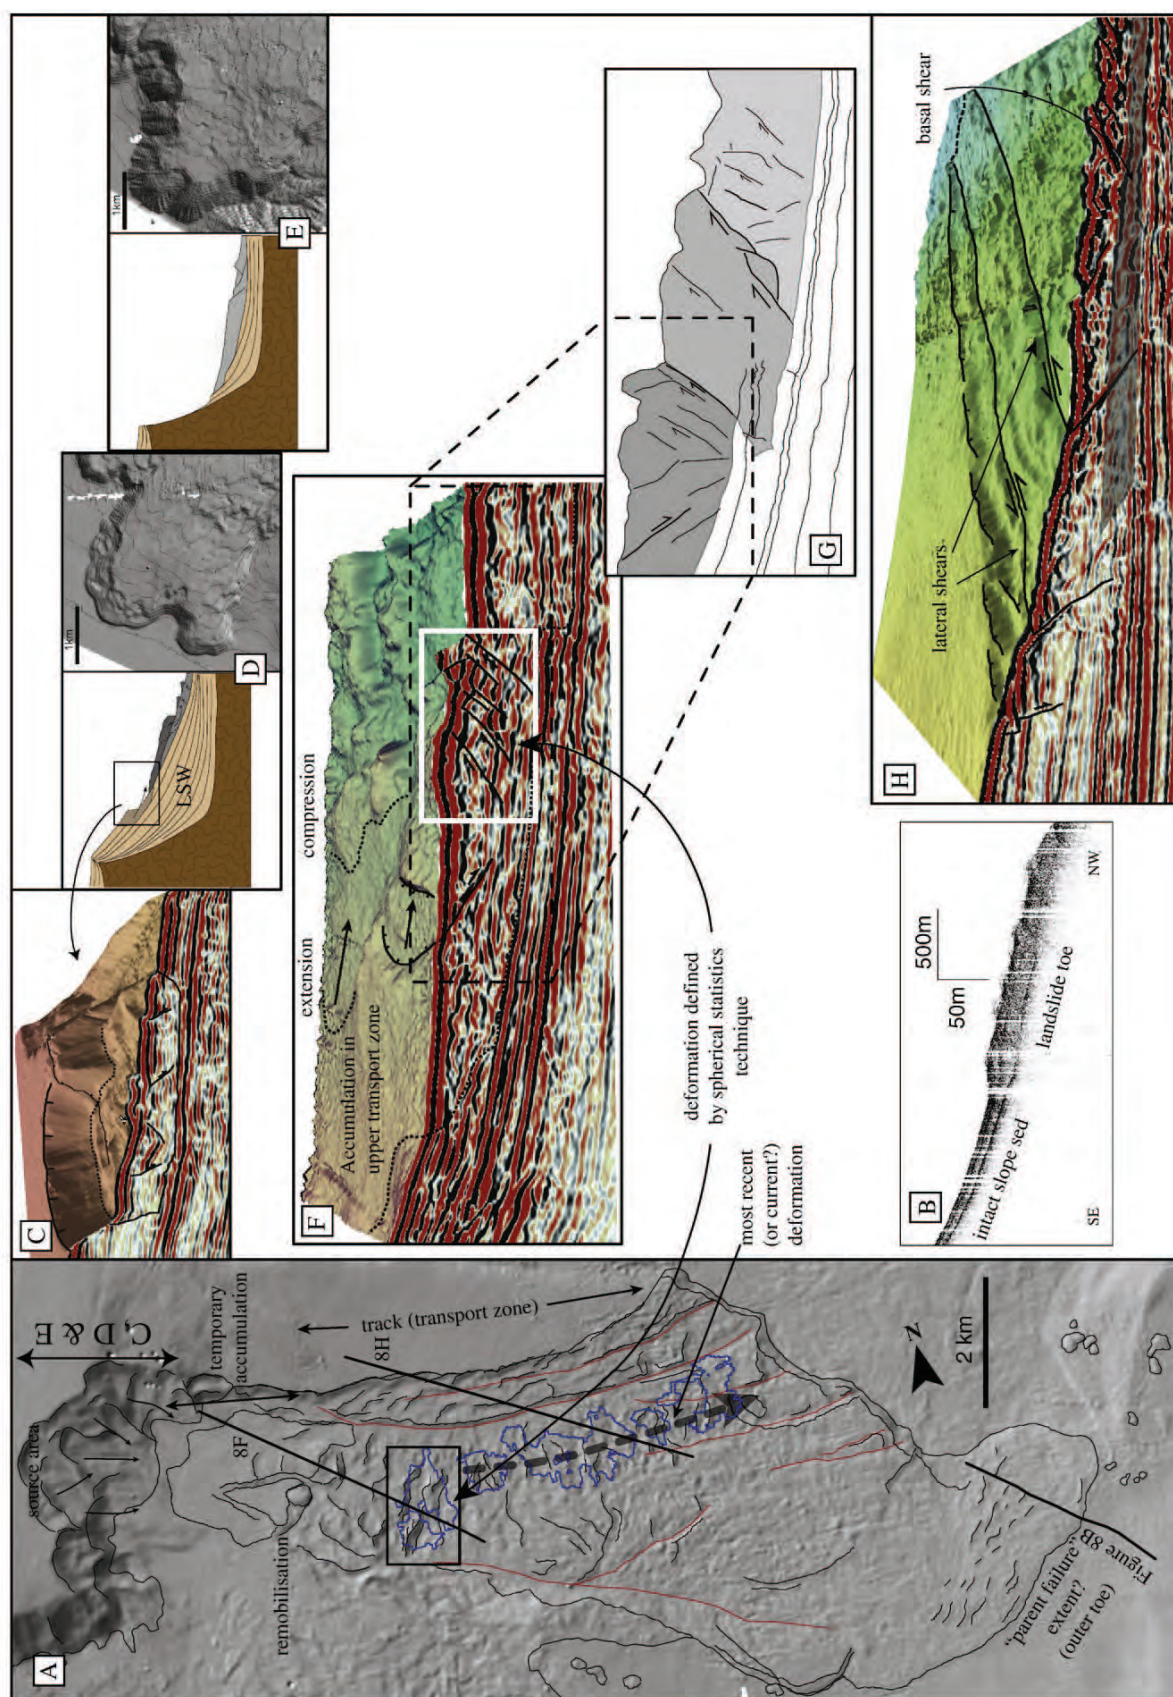 A
source area
C, D & E
temporary
accumulation
8F
remobilisation
track (transport zone)
8H
N
2 km
Figure 8B
"parent failure"
extent?
(outer toe)
most recent
(or current?)
deformation
deformation defined
by spherical statistics
technique
B
500m
50m
intact slope sed
landslide toe
SE
NW
C
D
LSW
1km
E
1km
F
extension
compression
Accumulation in
upper transport zone
G
H
lateral shears
basal shear